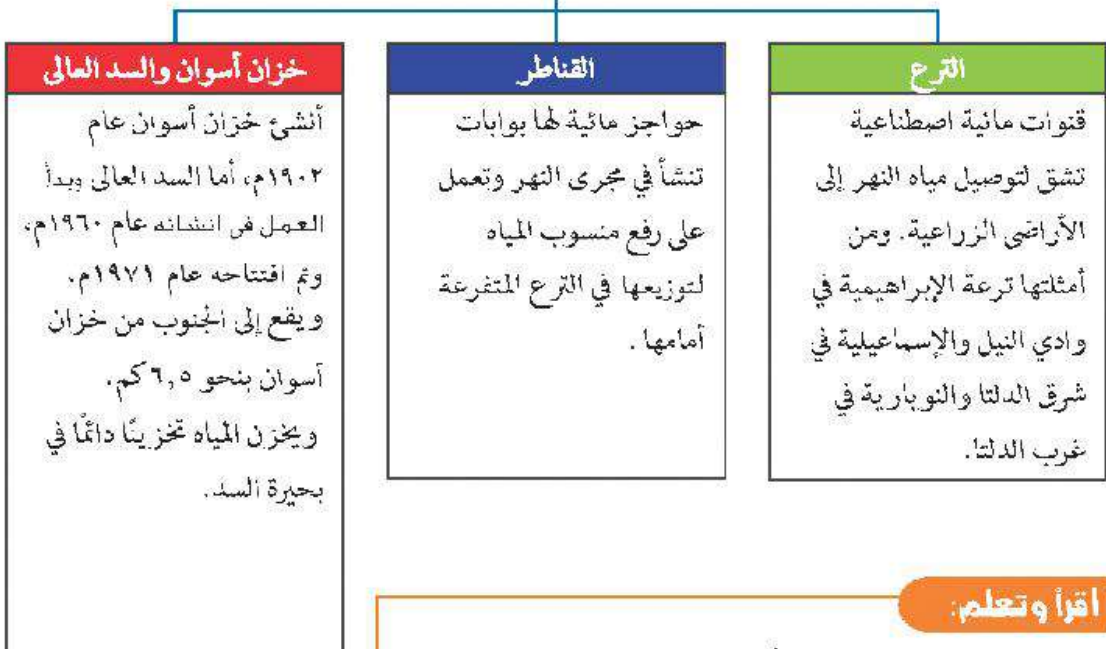 الترع
قنوات مائية اصطناعية
تشق لتوصيل مياه النهر إلى
الأراضى الزراعية. ومن
أمثلتها ترعة الإبراهيمية في
وادي النيل والإسماعيلية في
شرق الدلتا والنوبارية في
غرب الدلتا.
القناطر
حواجز مائية لها بوابات
تنشأ في مجرى النهر وتعمل
على رفع منسوب المياه
لتوزيعها في الترع المتفرعة
أمامها .
خزان أسوان والسد العالى
أنشئ خزان أسوان عام
١٩٠٢م، أما السد العالى وبدأ
العمل فى انشائه عام ١٩٦٠م،
وتم افتتاحه عام ١٩٧١م.
ويقع إلى الجنوب من خزان
أسوان بنحو ٦,٥ كم.
ويخزن المياه تخزينًا دائمًا في
بحيرة السد.
اقرأ وتعلم: